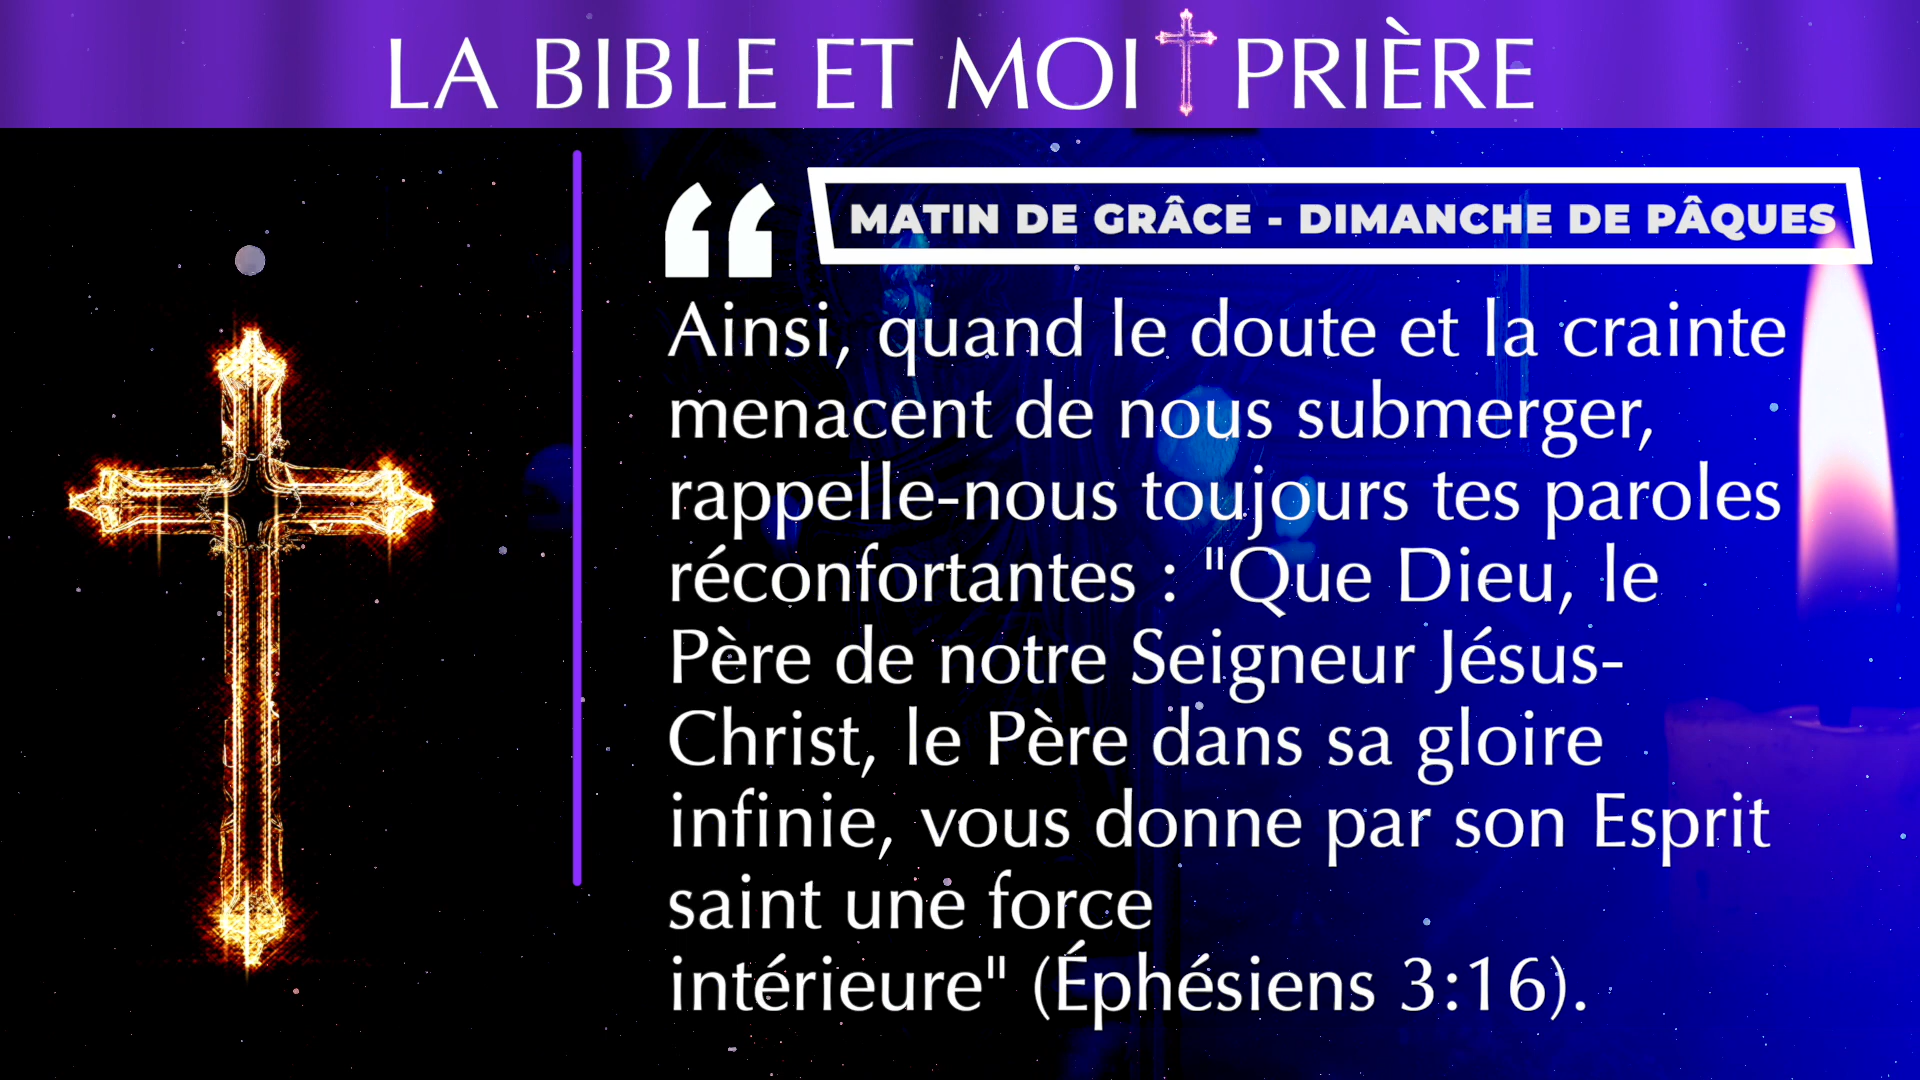 LA BIBLE ET MOI PRIÈRE
MATIN DE GRÂCE - DIMANCHE DE PÂQUES
Ainsi, quand le doute et la crainte
menacent de nous submerger,
rappelle-nous toujours tes paroles
réconfortantes : "Que Dieu, le
Père de notre Seigneur Jésus-
Christ, le Père dans sa gloire
infinie, vous donne par son Esprit
saint une force
intérieure" (Éphésiens 3:16).